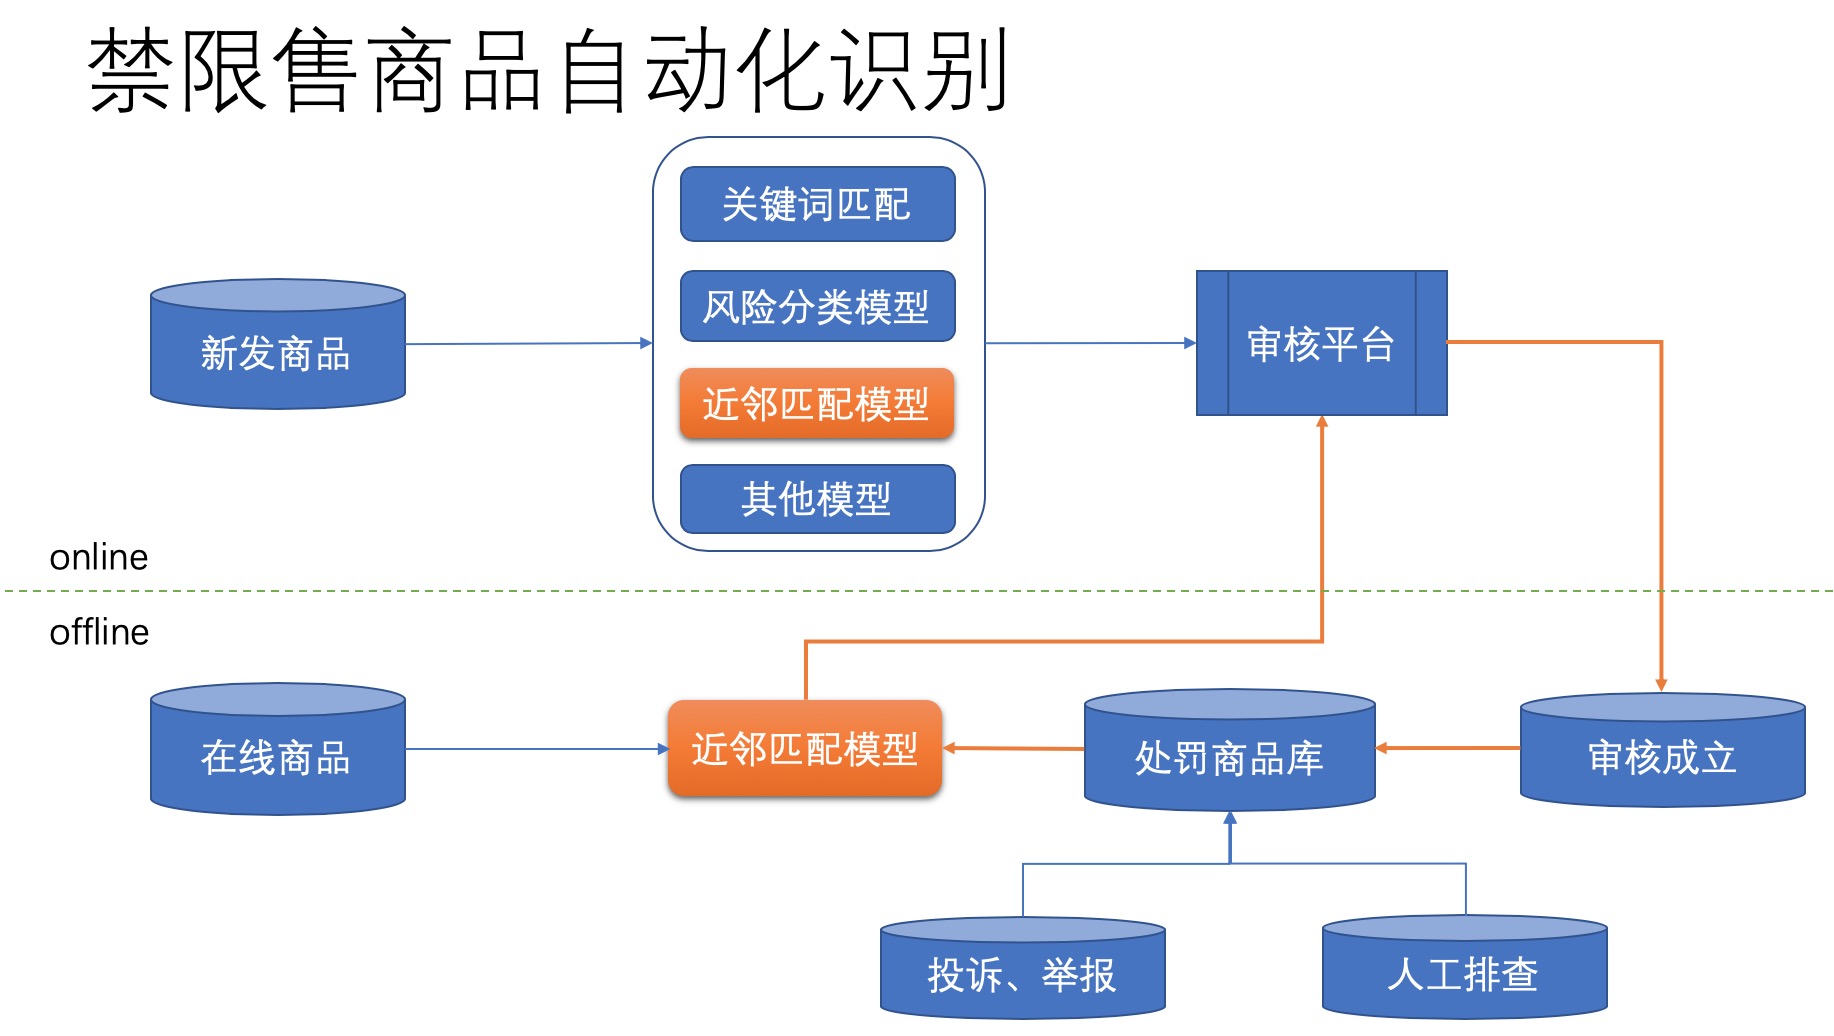 禁限售商品自动化识别
关键词匹配
风险分类模型
近邻匹配模型
其他模型
新发商品
审核平台
online
offline
在线商品
近邻匹配模型
处罚商品库
审核成立
投诉、举报
人工排查